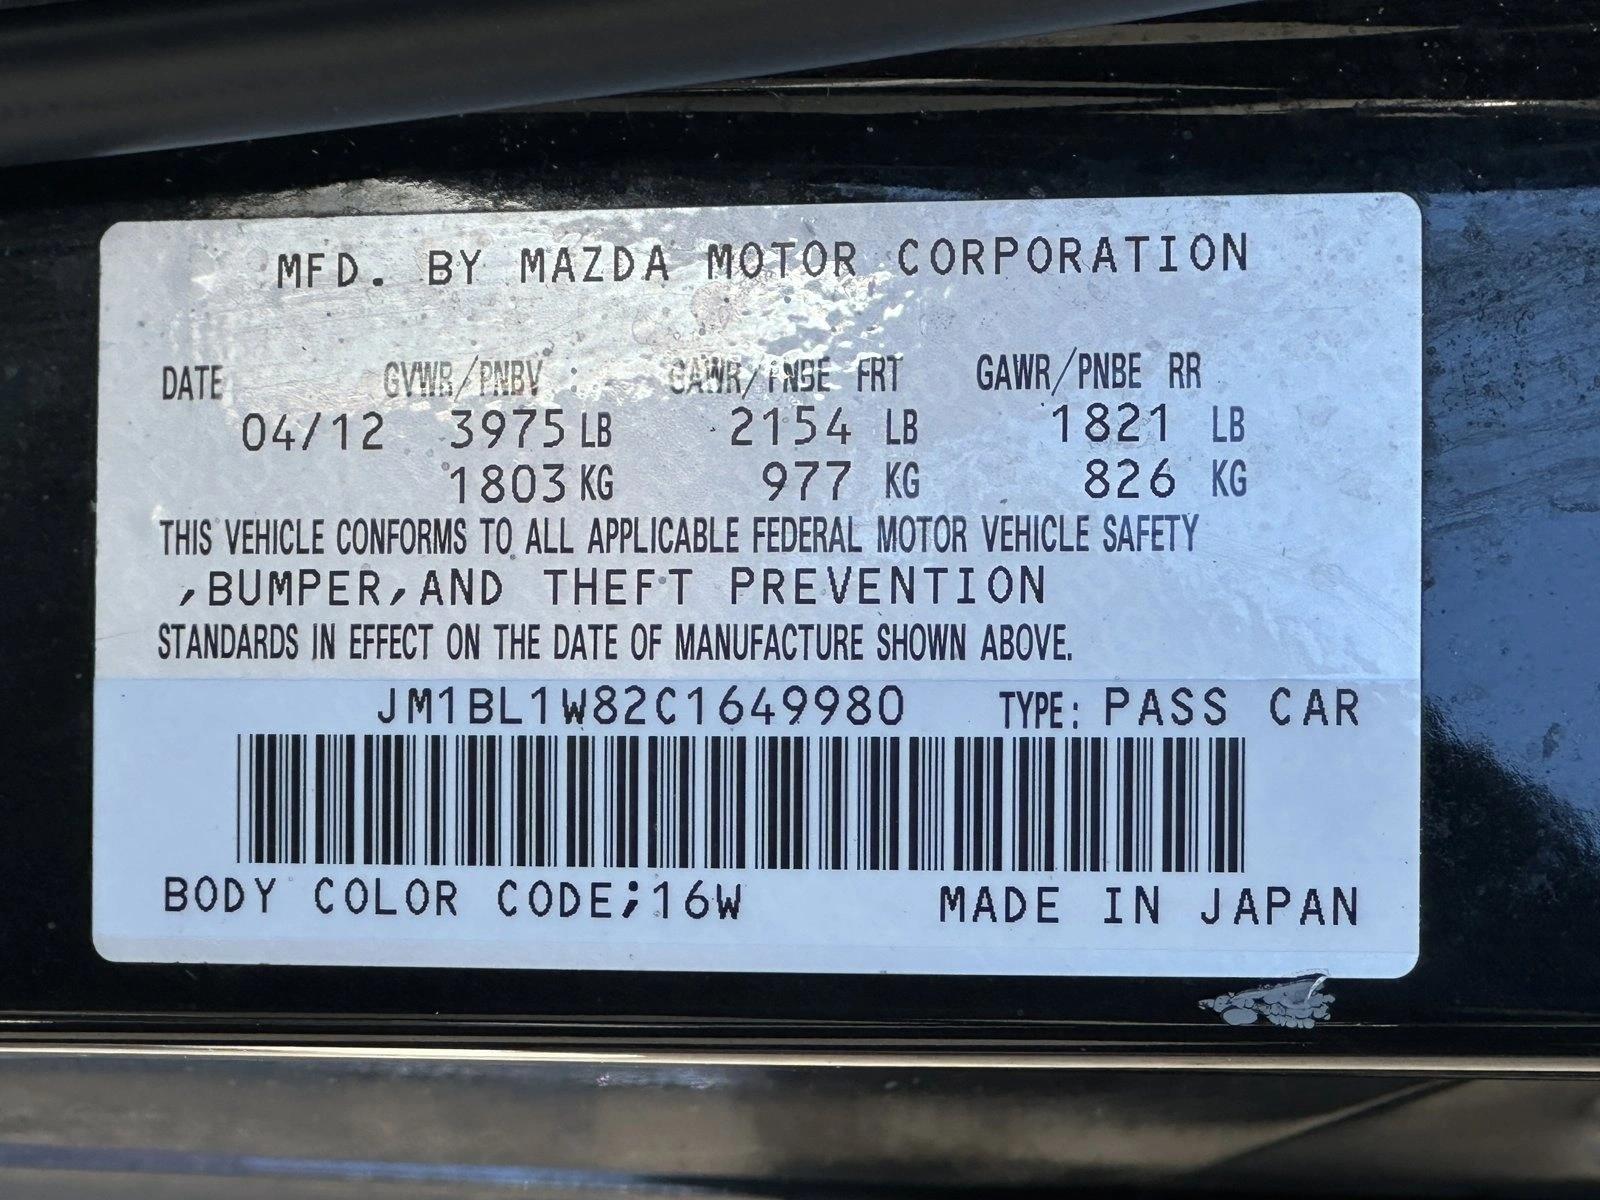 MFD. BY MAZDA MOTOR CORPORATION
DATE GVWR/PNBV : GAWR/PNBE FRT GAWR/PNBE RR
04/12 3975 LB 2154 LB 1821 LB
1803 KG 977 KG 826 KG
THIS VEHICLE CONFORMS TO ALL APPLICABLE FEDERAL MOTOR VEHICLE SAFETY
,BUMPER,AND THEFT PREVENTION
STANDARDS IN EFFECT ON THE DATE OF MANUFACTURE SHOWN ABOVE.
JM1BL1W82C1649980 TYPE: PASS CAR
BODY COLOR CODE;16W MADE IN JAPAN